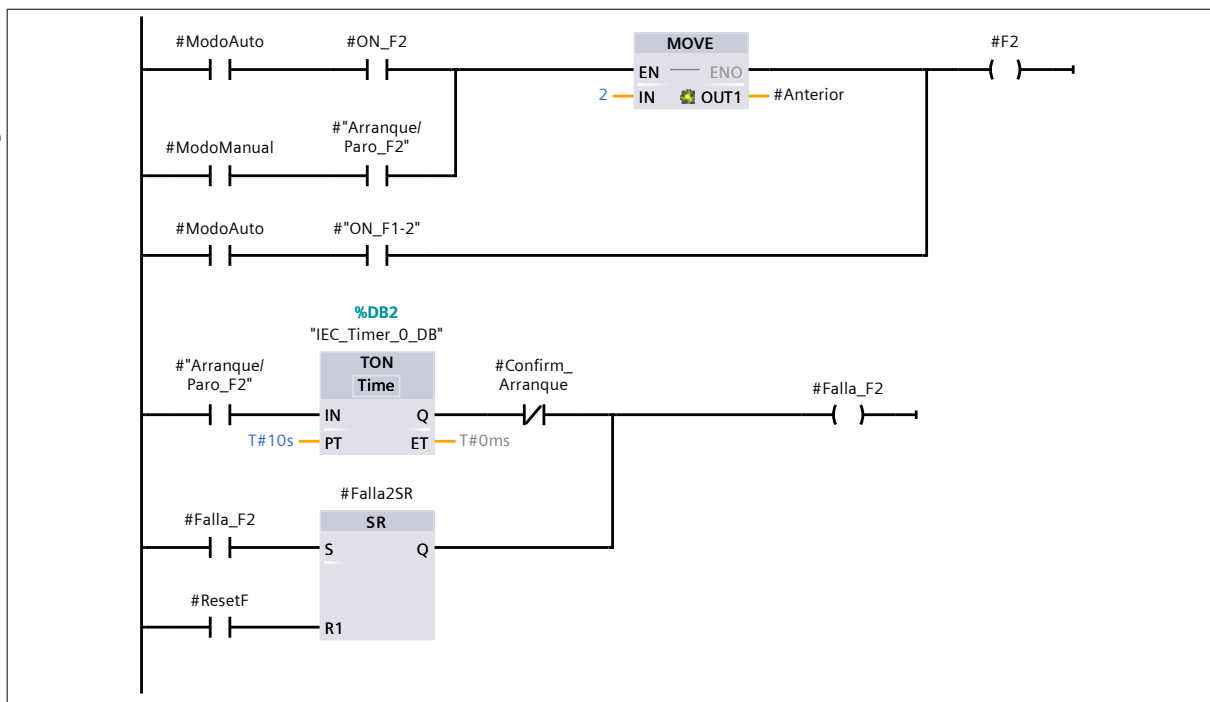 #ModoAuto #ON_F2 MOVE #F2
EN ENO
2 IN OUT1 #Anterior
#ModoManual #"Arranque/
Paro_F2"
#ModoAuto #"ON_F1-2"
%DB2
"IEC_Timer_0_DB"
#"Arranque/
Paro_F2"
TON
Time
#Confirm_
Arranque
#Falla_F2
IN Q
T#10s PT ET T#0ms
#Falla2SR
#Falla_F2 SR
S Q
#ResetF
R1